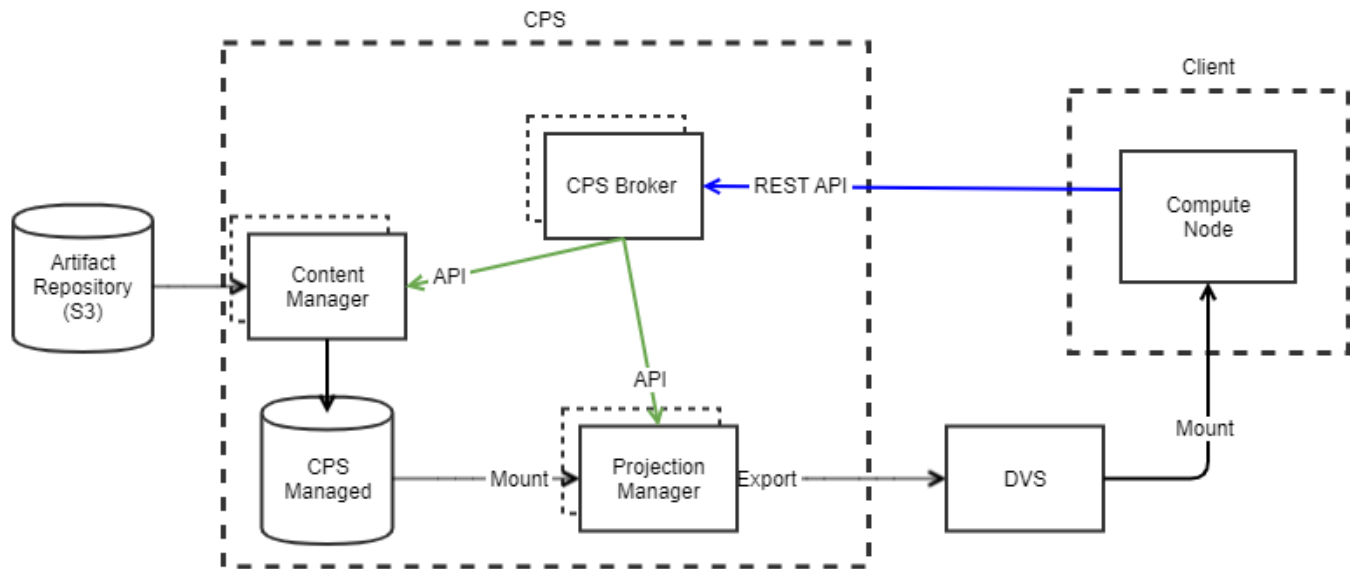 CPS
Client
CPS Broker
REST API
Compute
Node
Artifact
Repository
(S3)
Content
Manager
API
API
CPS
Managed
Mount
Projection
Manager
Export
DVS
Mount